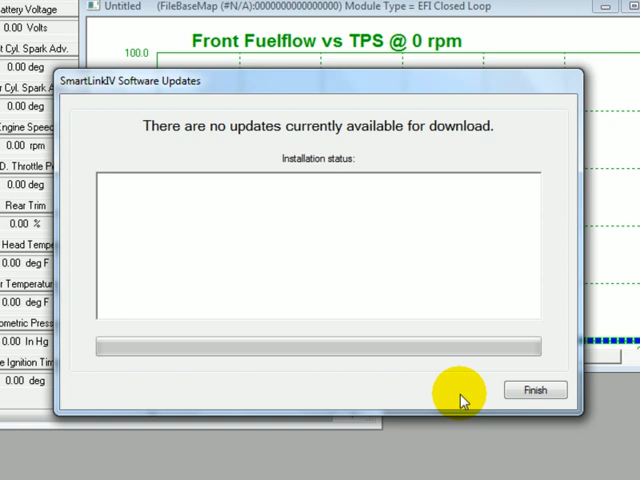 Untitled (FileBaseMap (#N/A):0000000000000000) Module Type = EFI Closed Loop
Front Fuelflow vs TPS @ 0 rpm
100.0
SmartLinkIV Software Updates
There are no updates currently available for download.
Installation status:
Finish
attery Voltage
0.00 Volts
t Cyl. Spark Adv.
0.00 deg
r Cyl. Spark A
0.00 deg
Engine Speed
0.00 rpm
D. Throttle P
0.00 deg
Rear Trim
0.00 %
Head Tempe
0.00 deg F
r Temperatur
0.00 deg F
ometric Press
0.00 In Hg
e Ignition Tim
0.00 deg